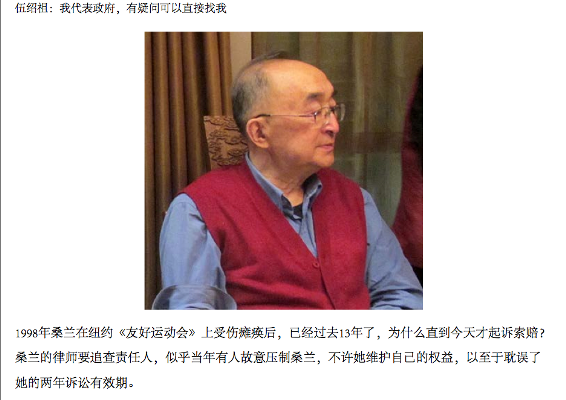 伍绍祖：我代表政府，有疑问可以直接找我
1998年桑兰在纽约《友好运动会》上受伤瘫痪后，已经过去13年了，为什么直到今天才起诉索赔？
桑兰的律师要追查责任人，似乎当年有人故意压制桑兰，不许她维护自己的权益，以至于耽误了
她的两年诉讼有效期。